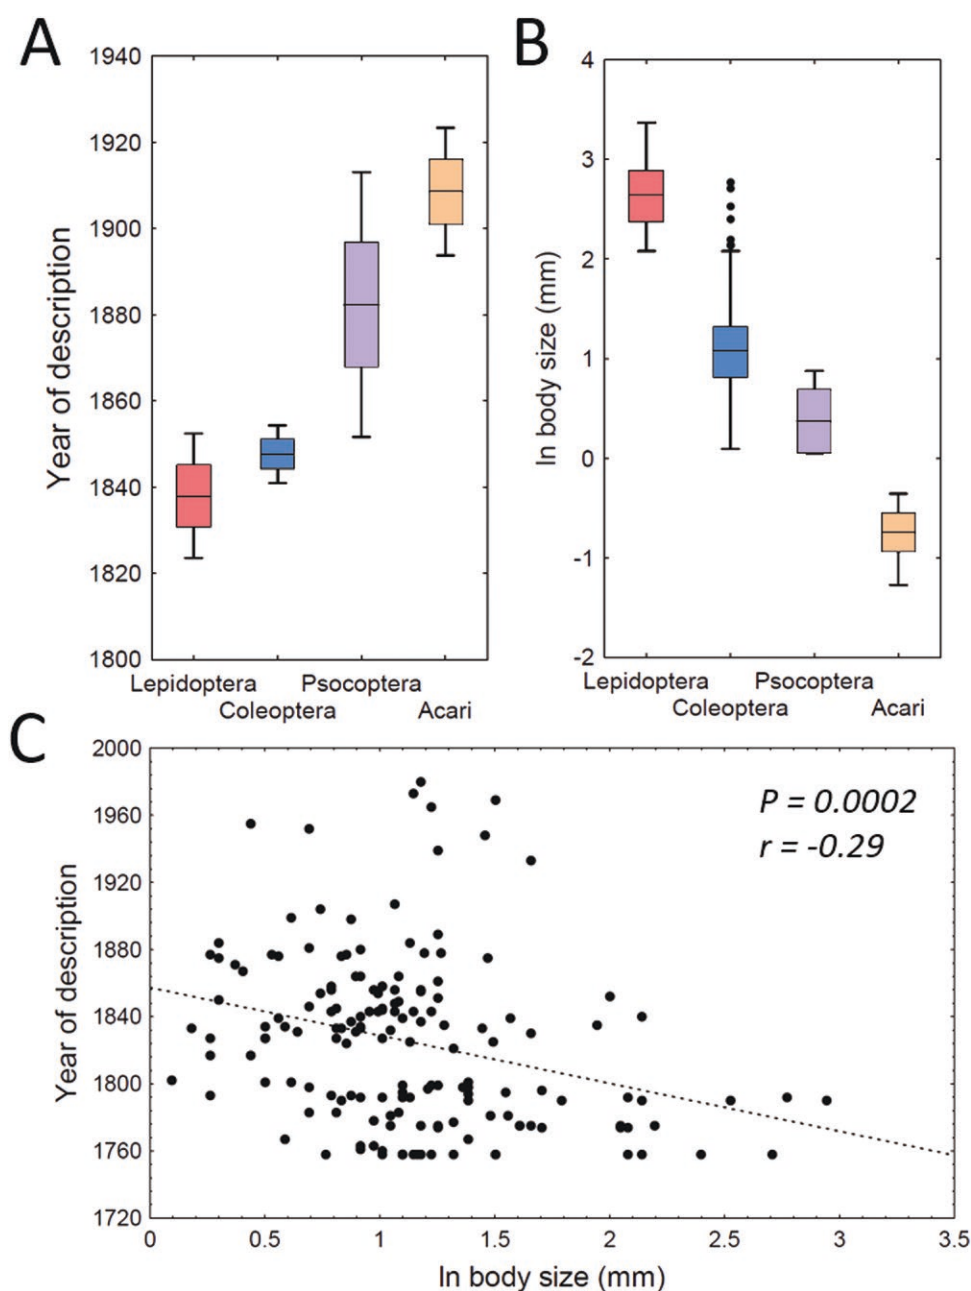 A
1940
1920
1900
1880
1860
1840
1820
1800
Year of description
Lepidoptera
Coleoptera
Psocoptera
Acari
B
4
3
2
1
0
-1
-2
ln body size (mm)
Lepidoptera
Coleoptera
Psocoptera
Acari
C
2000
1960
1920
1880
1840
1800
1760
1720
Year of description
P = 0.0002
r = -0.29
0 0.5 1 1.5 2 2.5 3 3.5
ln body size (mm)